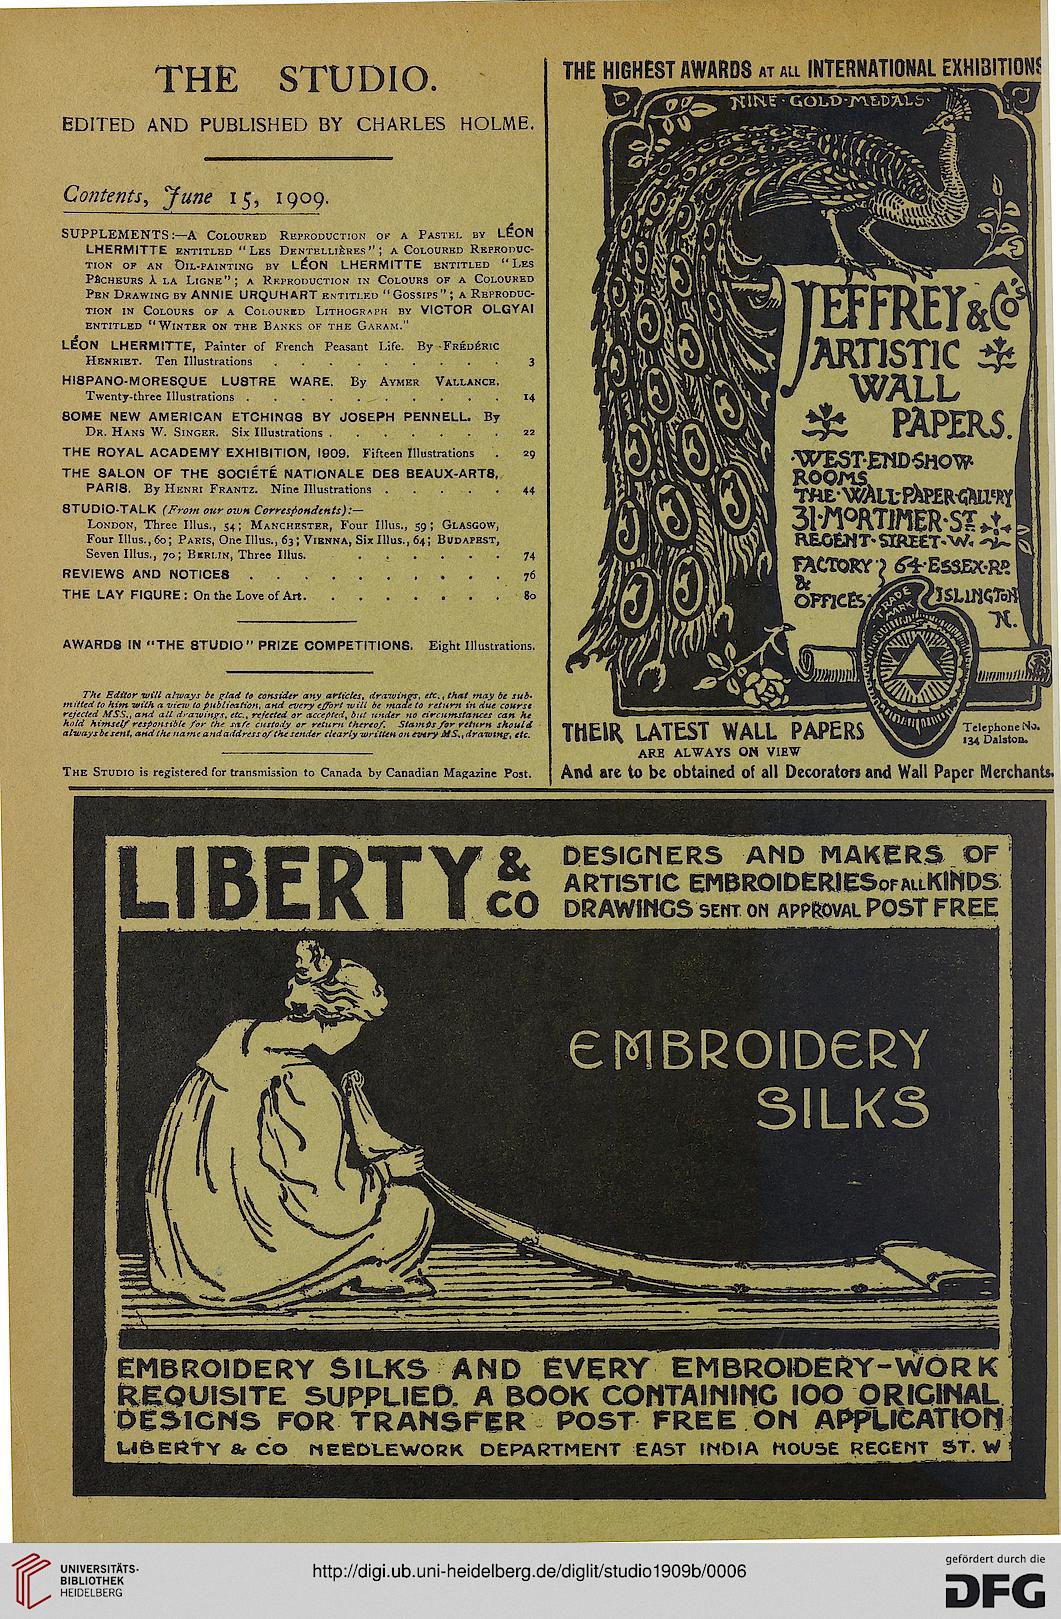 THE STUDIO.
EDITED AND PUBLISHED BY CHARLES HOLME.
Contents, June 15, 1909.
SUPPLEMENTS:—A COLOURED REPRODUCTION OF A PASTEL BY LÉON
LHERMITTE ENTITLED "LES DENTELLIÈRES"; A COLOURED REPRODUC-
TION OF AN OIL-PAINTING BY LÉON LHERMITTE ENTITLED "LES
PÊCHEURS À LA LIGNE"; A REPRODUCTION IN COLOURS OF A COLOURED
PEN DRAWING BY ANNIE URQUHART ENTITLED "GOSSIPS"; A REPRODUC-
TION IN COLOURS OF A COLOURED LITHOGRAPH BY VICTOR OLGYAI
ENTITLED "WINTER ON THE BANKS OF THE GARAM."
LÉON LHERMITTE, Painter of French Peasant Life. By FRÉDÉRIC
HENRIET. Ten Illustrations . . . . . . . . . 3
HISPANO-MORESQUE LUSTRE WARE. By AYMER VALLANCE.
Twenty-three Illustrations . . . . . . . . . . 14
SOME NEW AMERICAN ETCHINGS BY JOSEPH PENNELL. By
DR. HANS W. SINGER. Six Illustrations . . . . . . . 22
THE ROYAL ACADEMY EXHIBITION, 1909. Fifteen Illustrations . 29
THE SALON OF THE SOCIÉTÉ NATIONALE DES BEAUX-ARTS,
PARIS. By HENRI FRANTZ. Nine Illustrations . . . . . 44
STUDIO-TALK (From our own Correspondents):—
LONDON, Three Illus., 54; MANCHESTER, Four Illus., 59; GLASGOW,
Four Illus., 60; PARIS, One Illus., 63; VIENNA, Six Illus., 64; BUDAPEST,
Seven Illus., 70; BERLIN, Three Illus. . . . . . . 74
REVIEWS AND NOTICES . . . . . . . . . . 76
THE LAY FIGURE: On the Love of Art. . . . . . . . 80
AWARDS IN "THE STUDIO" PRIZE COMPETITIONS. Eight Illustrations.
The Editor will always be glad to consider any articles, drawings, etc., that may be sub-
mitted to him with a view to publication, and every effort will be made to return in due course
rejected MSS., and all drawings, etc., rejected or accepted, but under no circumstances can he
hold himself responsible for the safe custody or return thereof. Stamps for return should
always be sent, and the name and address of the sender clearly written on every MS., drawing, etc.
THE STUDIO is registered for transmission to Canada by Canadian Magazine Post.
THE HIGHEST AWARDS AT ALL INTERNATIONAL EXHIBITIONS
NINE·GOLD·MEDALS·
JEFFREY & Co's
ARTISTIC
WALL
PAPERS.
·WEST·END·SHOW·
ROOMS
THE·WALL·PAPER·GALLERY
31·MORTIMER·ST
REGENT·STREET·W.
FACTORY } 64·ESSEX·RD
&
OFFICES ISLINGTON
N.
TRADE
MARK
THEIR LATEST WALL PAPERS
ARE ALWAYS ON VIEW
Telephone No.
134 Dalston.
And are to be obtained of all Decorators and Wall Paper Merchants.
LIBERTY & CO
DESIGNERS AND MAKERS OF
ARTISTIC EMBROIDERIES OF ALL KINDS
DRAWINGS SENT ON APPROVAL POST FREE
EMBROIDERY
SILKS
EMBROIDERY SILKS AND EVERY EMBROIDERY-WORK
REQUISITE SUPPLIED. A BOOK CONTAINING 100 ORIGINAL
DESIGNS FOR TRANSFER POST FREE ON APPLICATION
LIBERTY & CO NEEDLEWORK DEPARTMENT EAST INDIA HOUSE REGENT ST. W
UNIVERSITÄTS-
BIBLIOTHEK
HEIDELBERG
http://digi.ub.uni-heidelberg.de/diglit/studio1909b/0006
gefördert durch die
DFG